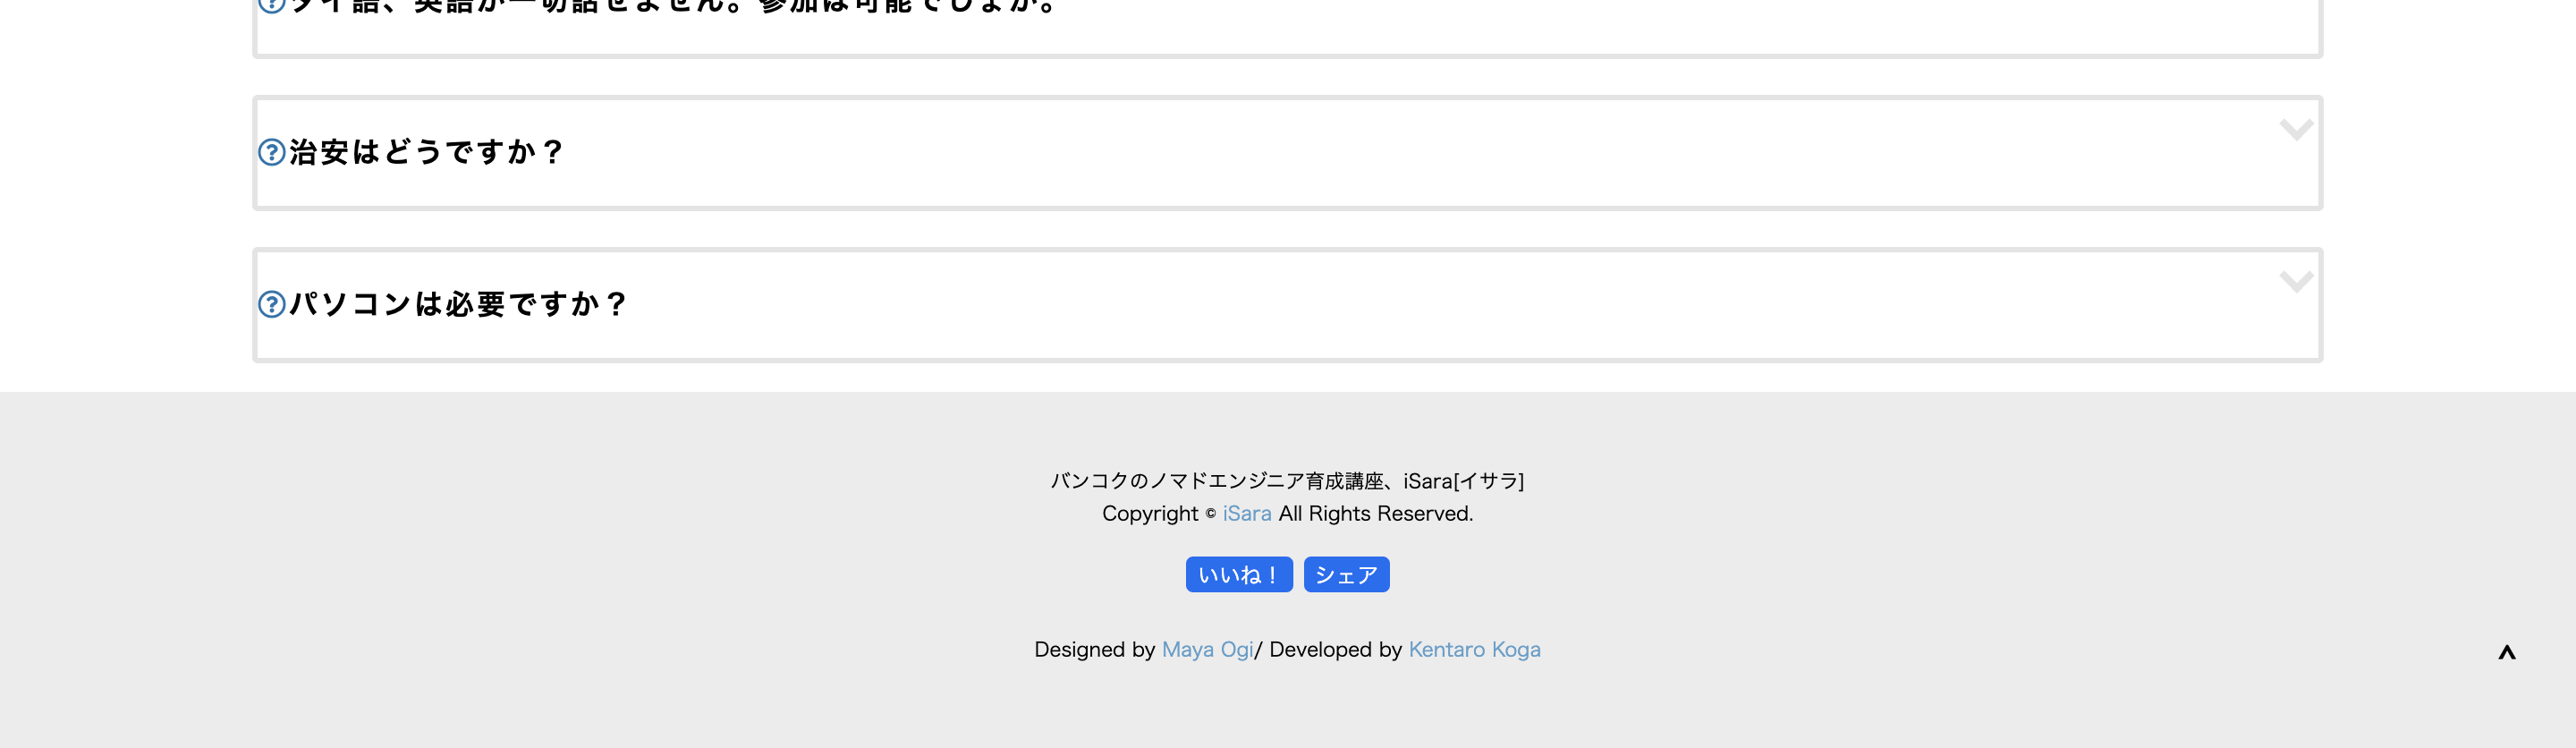 タイ語、英語が一切話せません。参加は可能でしょか。
治安はどうですか？
パソコンは必要ですか？
バンコクのノマドエンジニア育成講座、iSara[イサラ]
Copyright © iSara All Rights Reserved.
いいね！ シェア
Designed by Maya Ogi/ Developed by Kentaro Koga